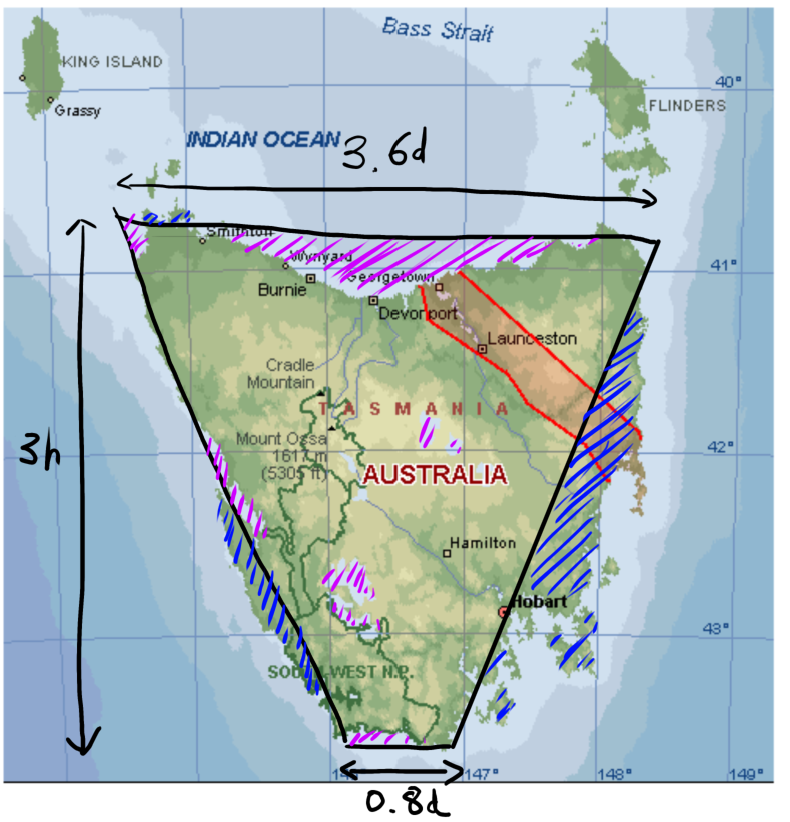 Bass Strait
KING ISLAND
40°
Grassy
FLINDERS
INDIAN OCEAN
3.6d
Smithton
Wynyard
41°
Georgetown
Burnie
Devonport
Launceston
Cradle
Mountain
TASMANIA
3h
Mount Ossa
1617 m
(5305 ft)
42°
AUSTRALIA
Hamilton
Hobart
43°
SOUTH WEST N.P.
147°
148°
149°
0.8d